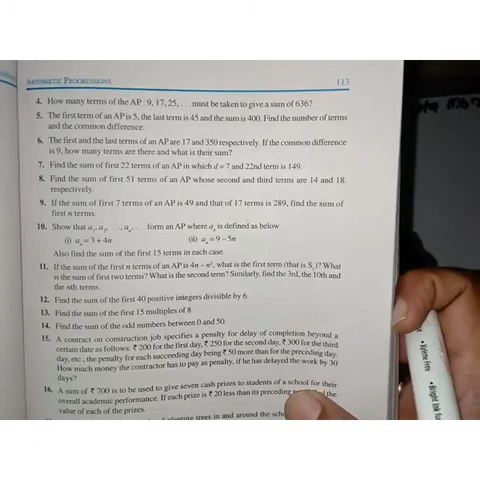 ARITHMETIC PROGRESSIONS 113
4. How many terms of the AP : 9, 17, 25, . . . must be taken to give a sum of 636?
5. The first term of an AP is 5, the last term is 45 and the sum is 400. Find the number of terms
and the common difference.
6. The first and the last terms of an AP are 17 and 350 respectively. If the common difference
is 9, how many terms are there and what is their sum?
7. Find the sum of first 22 terms of an AP in which d = 7 and 22nd term is 149.
8. Find the sum of first 51 terms of an AP whose second and third terms are 14 and 18
respectively.
9. If the sum of first 7 terms of an AP is 49 and that of 17 terms is 289, find the sum of
first n terms.
10. Show that a₁, a₂, . . ., aₙ, . . . form an AP where aₙ is defined as below
(i) aₙ = 3 + 4n (ii) aₙ = 9 – 5n
Also find the sum of the first 15 terms in each case.
11. If the sum of the first n terms of an AP is 4n – n², what is the first term (that is S₁)? What
is the sum of first two terms? What is the second term? Similarly, find the 3rd, the 10th and
the nth terms.
12. Find the sum of the first 40 positive integers divisible by 6.
13. Find the sum of the first 15 multiples of 8.
14. Find the sum of the odd numbers between 0 and 50.
15. A contract on construction job specifies a penalty for delay of completion beyond a
certain date as follows: ₹ 200 for the first day, ₹ 250 for the second day, ₹ 300 for the third
day, etc., the penalty for each succeeding day being ₹ 50 more than for the preceding day.
How much money the contractor has to pay as penalty, if he has delayed the work by 30
days?
16. A sum of ₹ 700 is to be used to give seven cash prizes to students of a school for their
overall academic performance. If each prize is ₹ 20 less than its preceding the
value of each of the prizes.
trees in and around the
• Xylene Free
• Bright ink